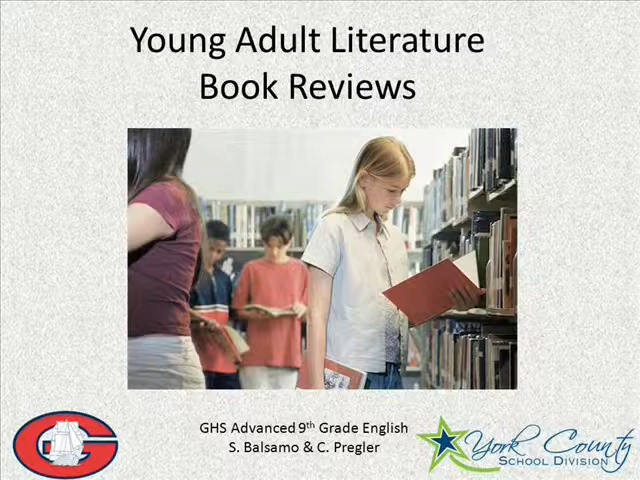 Young Adult Literature
Book Reviews
GHS Advanced 9th Grade English
S. Balsamo & C. Pregler
G
York County
SCHOOL DIVISION